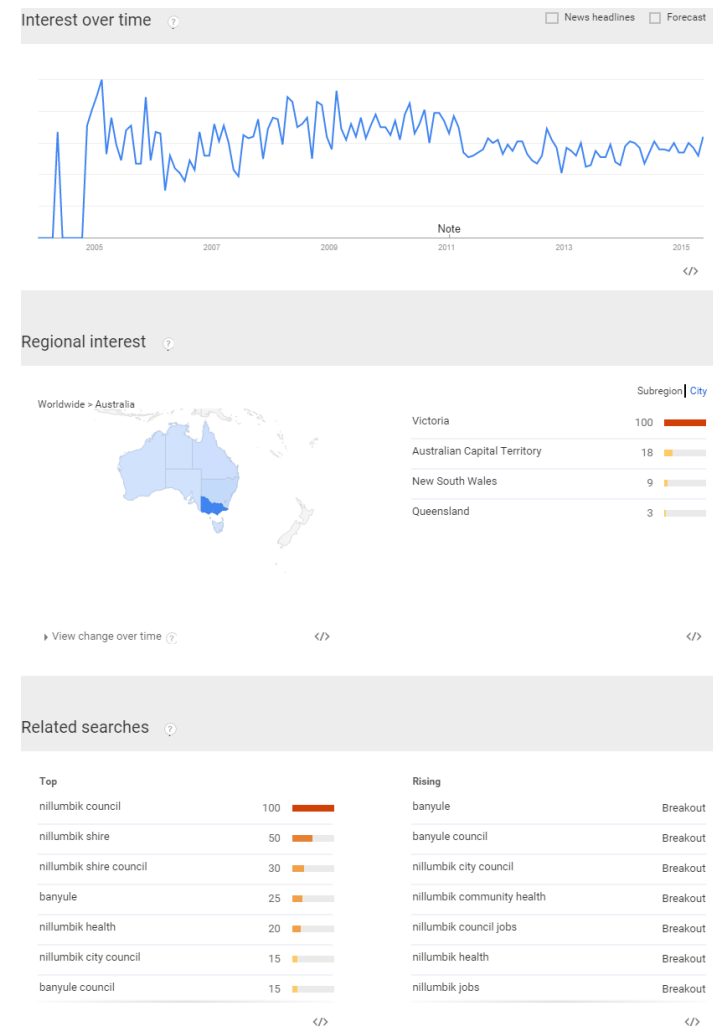 Interest over time ?
News headlines Forecast
Note
2005 2007 2009 2011 2013 2015
</>
Regional interest ?
Subregion City
Worldwide > Australia
Victoria 100
Australian Capital Territory 18
New South Wales 9
Queensland 3
View change over time ? </> </>
Related searches ?
Top Rising
nillumbik council 100 banyule Breakout
nillumbik shire 50 banyule council Breakout
nillumbik shire council 30 nillumbik city council Breakout
banyule 25 nillumbik community health Breakout
nillumbik health 20 nillumbik council jobs Breakout
nillumbik city council 15 nillumbik health Breakout
banyule council 15 nillumbik jobs Breakout
</> </>